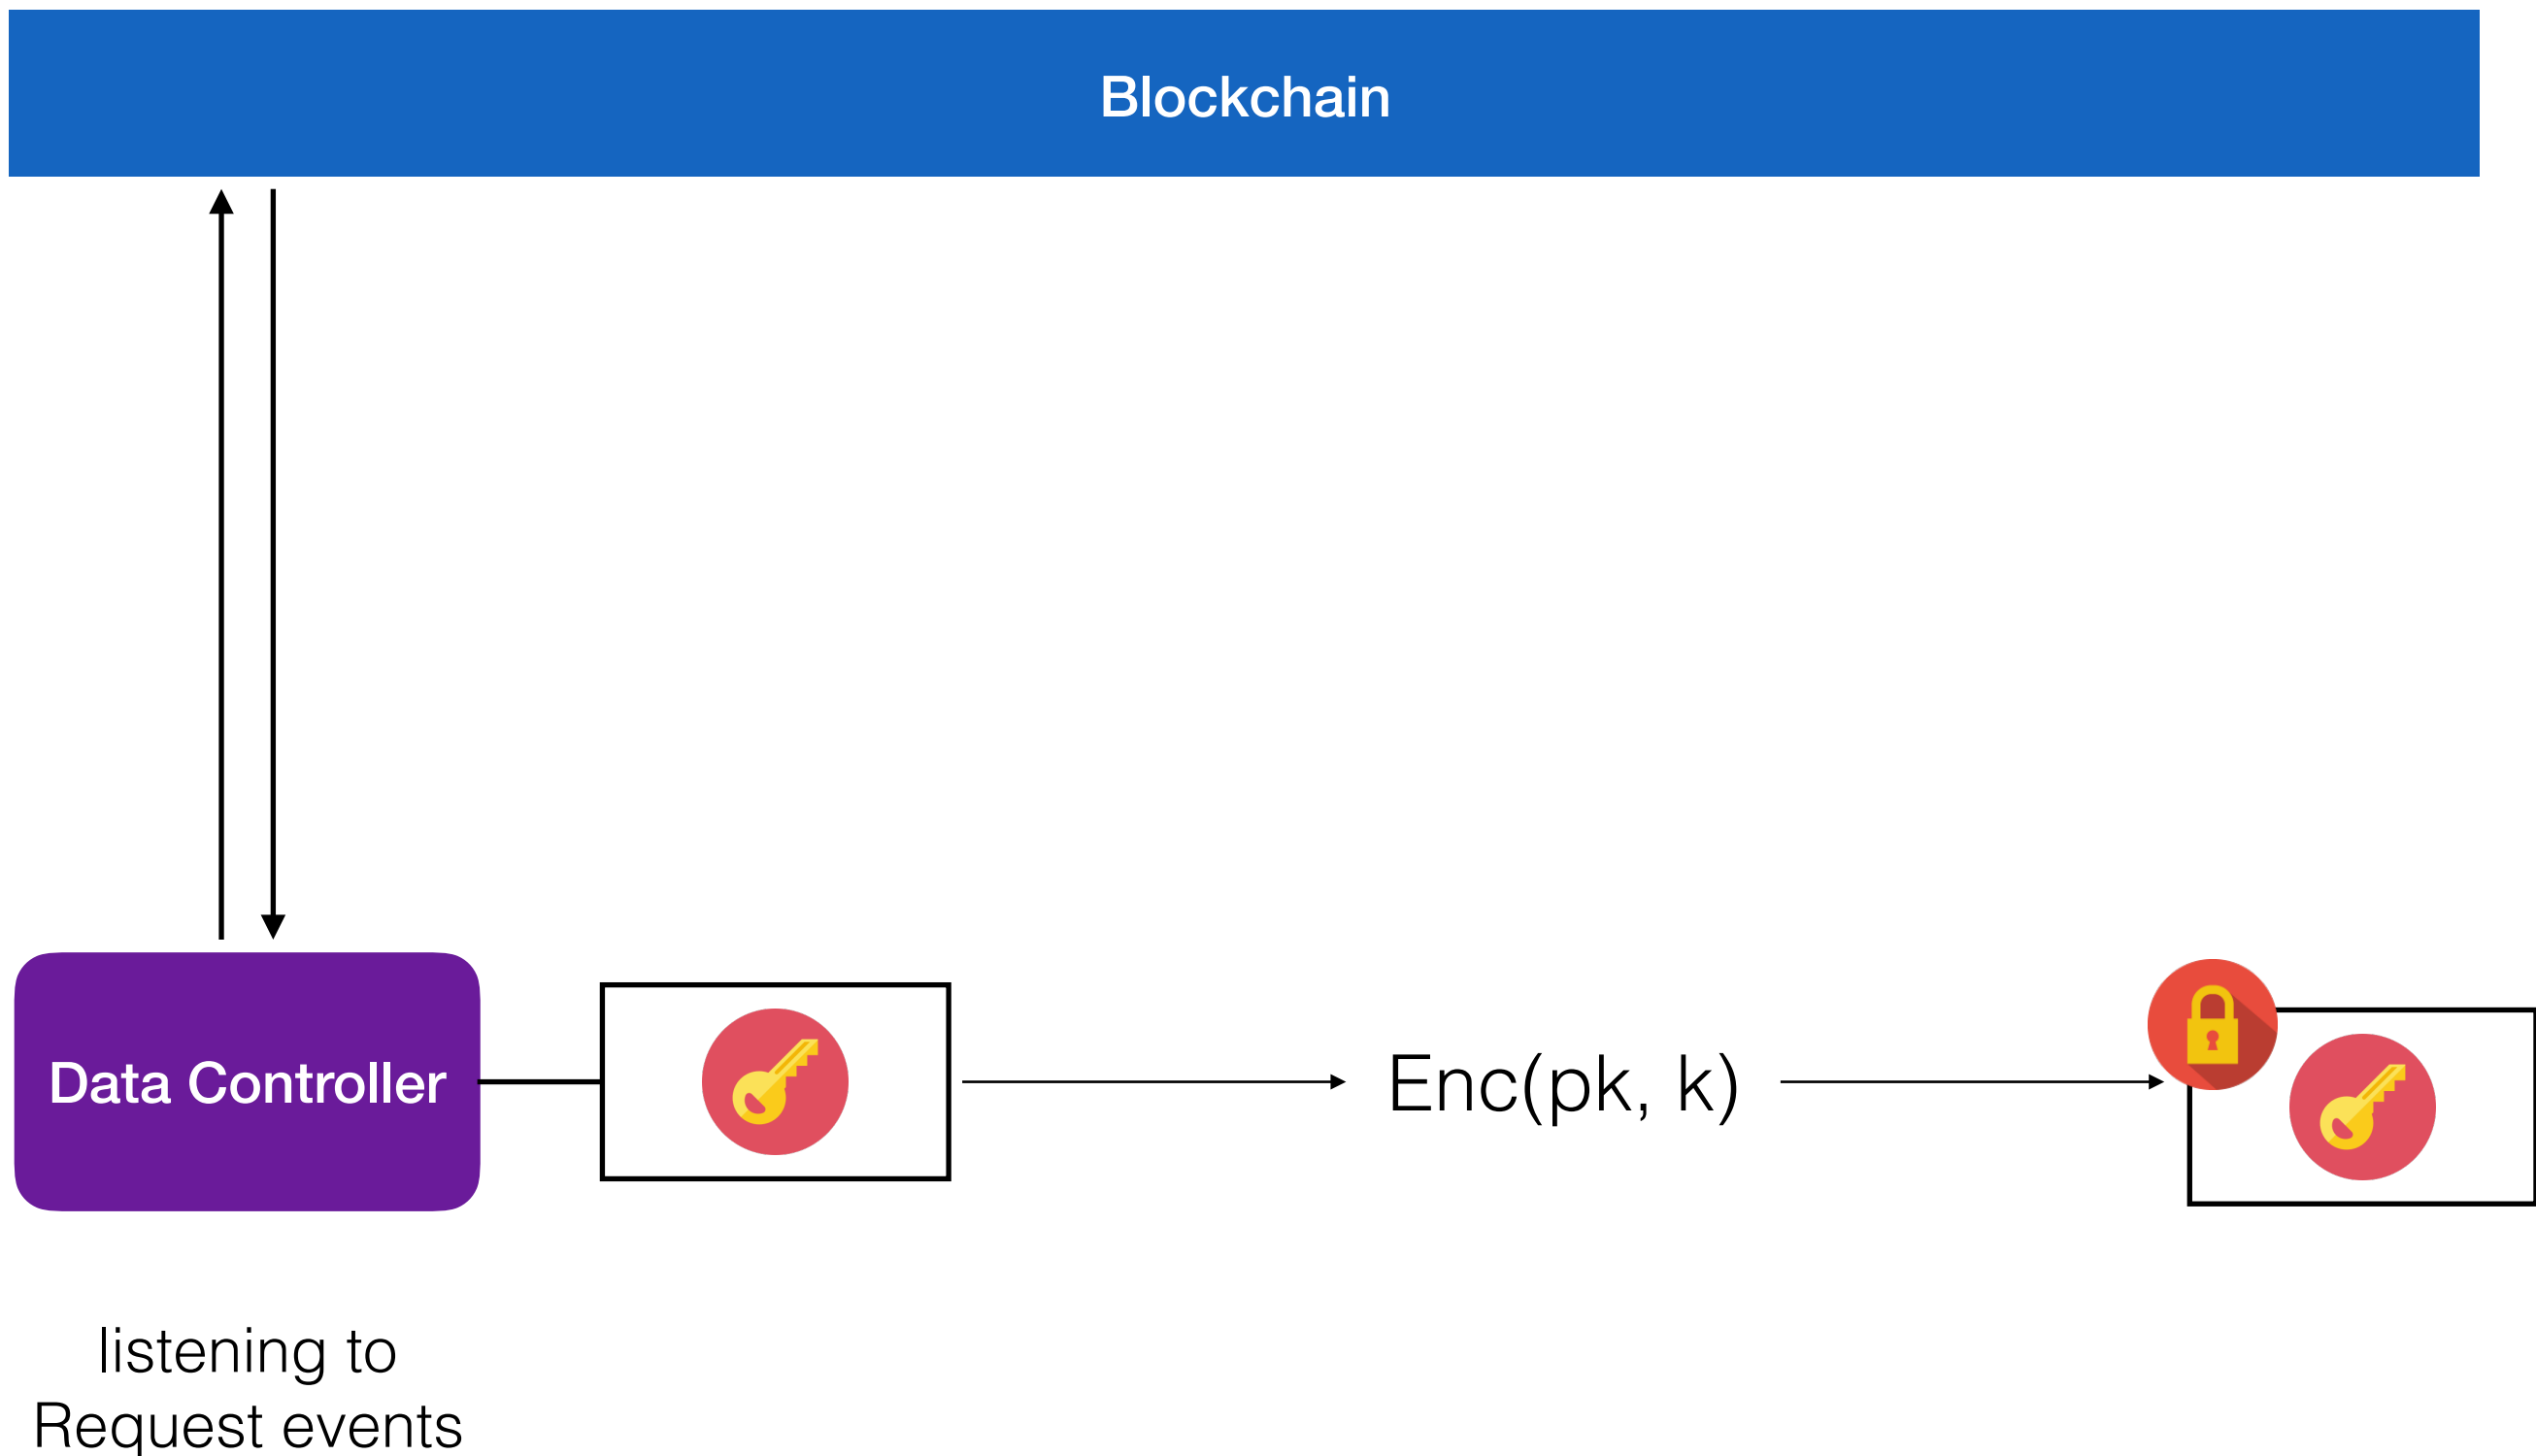 Blockchain
Data Controller
Enc(pk, k)
listening to
Request events